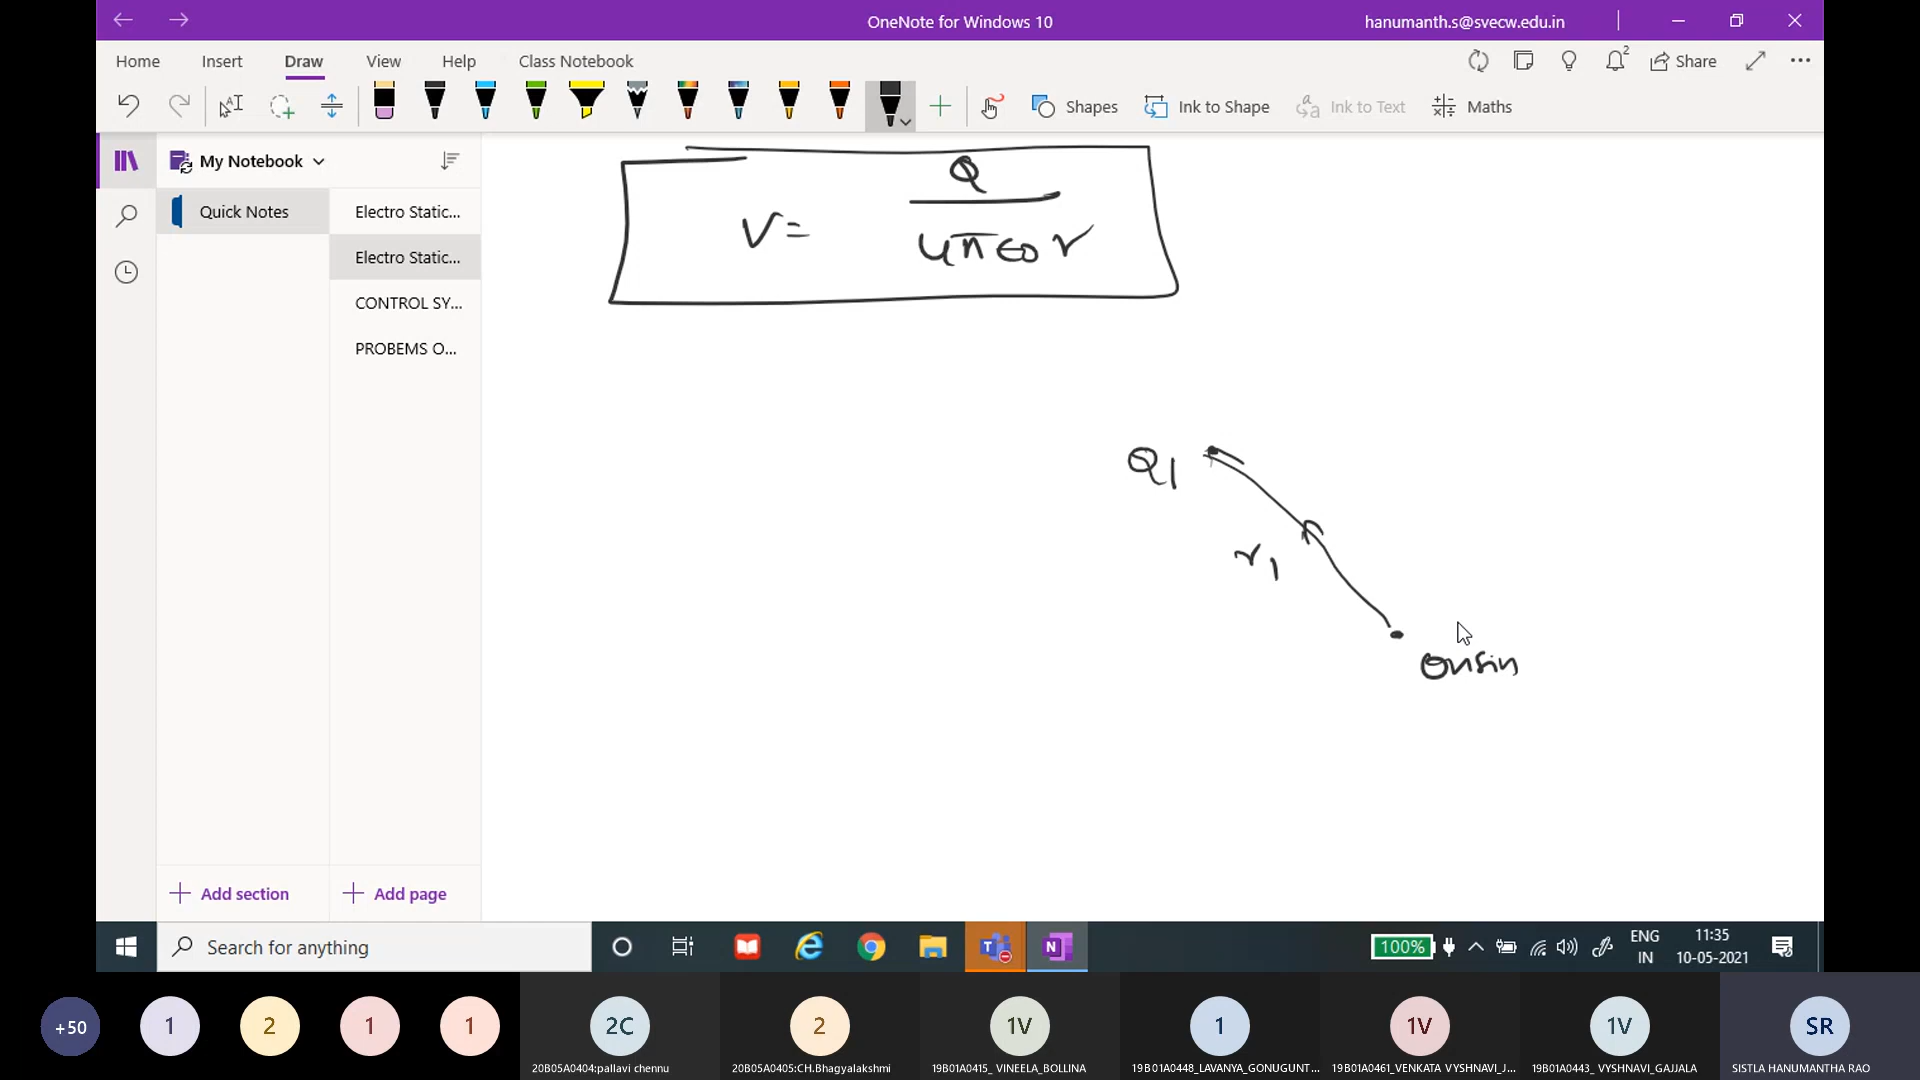 OneNote for Windows 10
hanumanth.s@svecw.edu.in
Home Insert Draw View Help Class Notebook
2
Share
Shapes
Ink to Shape
Ink to Text
Maths
My Notebook
Quick Notes
Electro Static...
Electro Static...
CONTROL SY...
PROBEMS O...
Add section
Add page
V= Q
4π∈0 r
Q1
r1
Origin
Search for anything
100%
ENG
IN
11:35
10-05-2021
+50
1
2
1
1
2C
20B05A0404:pallavi chennu
2
20B05A0405:CH.Bhagyalakshmi
1V
19B01A0415_ VINEELA_BOLLINA
1
19B01A0448_LAVANYA_GONUGUNT...
1V
19B01A0461_VENKATA VYSHNAVI_J...
1V
19B01A0443_ VYSHNAVI_GAJJALA
SR
SISTLA HANUMANTHA RAO